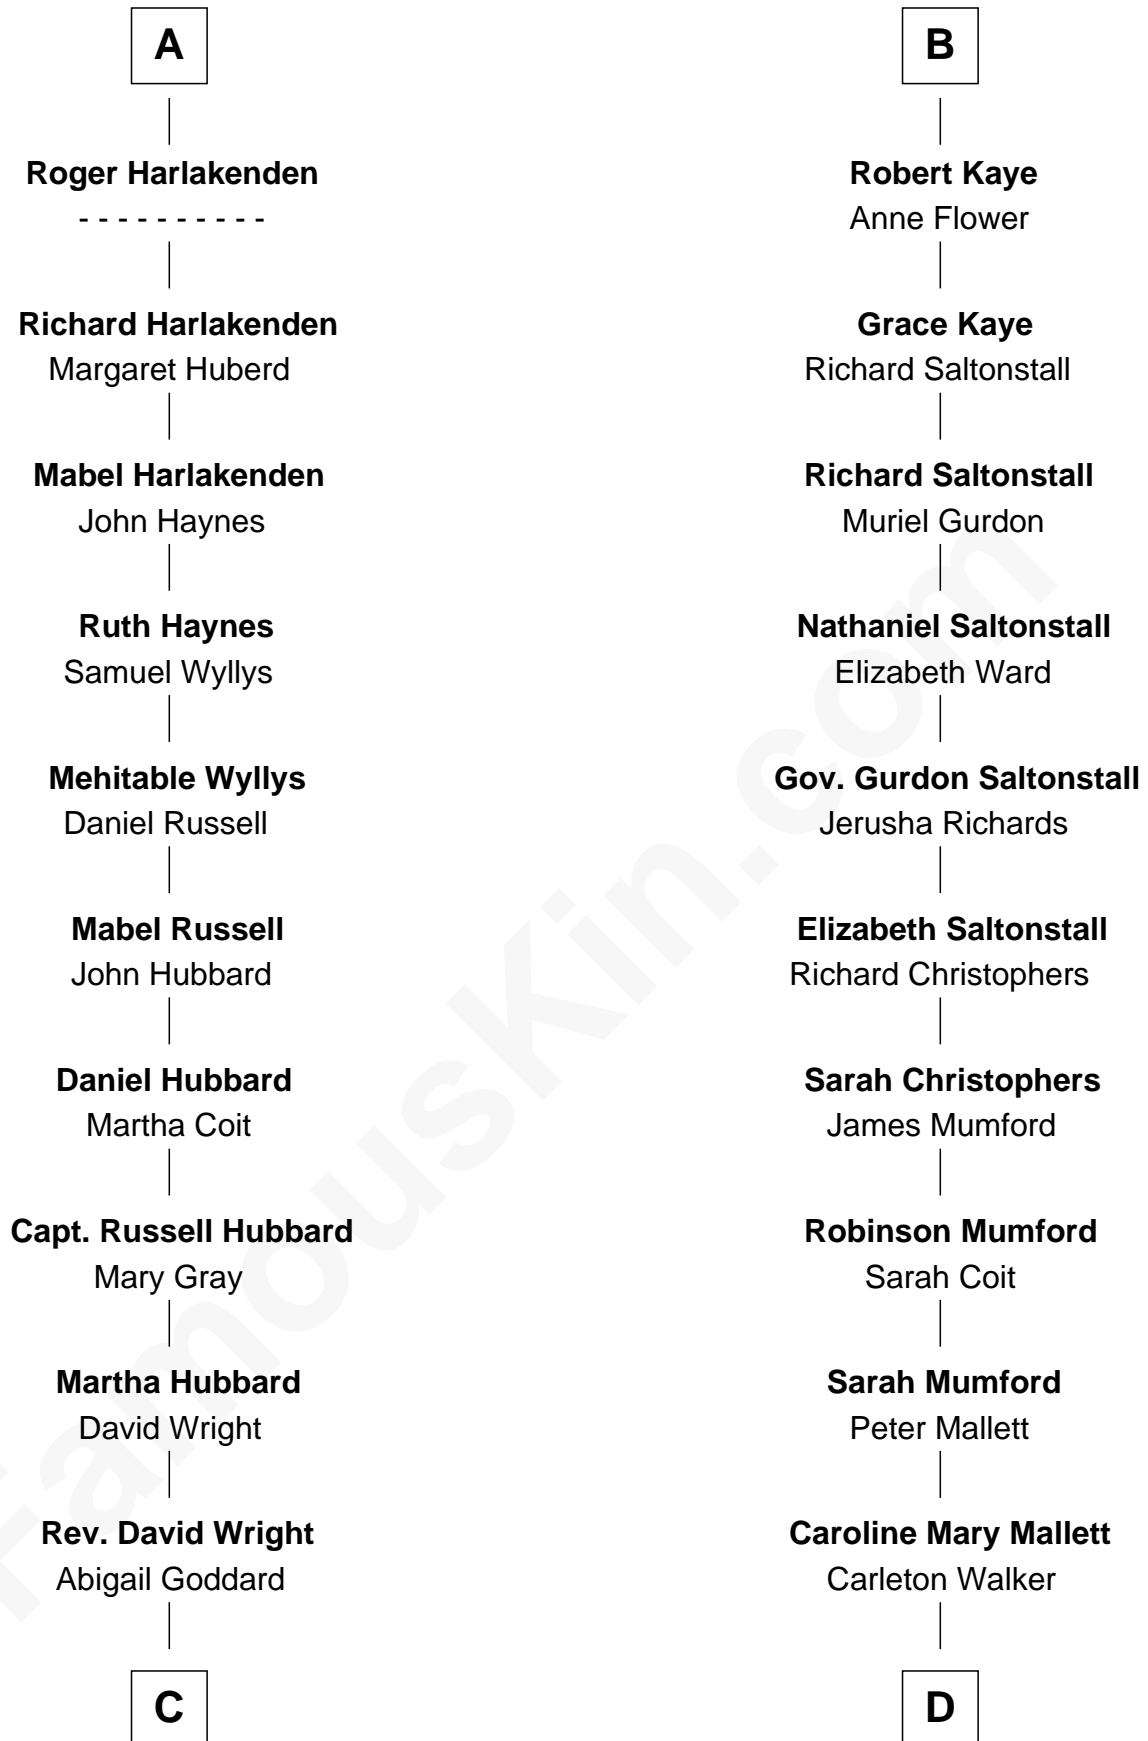 A
Roger Harlakenden
- - - - - - - - - -
Richard Harlakenden
Margaret Huberd
Mabel Harlakenden
John Haynes
Ruth Haynes
Samuel Wyllys
Mehitable Wyllys
Daniel Russell
Mabel Russell
John Hubbard
Daniel Hubbard
Martha Coit
Capt. Russell Hubbard
Mary Gray
Martha Hubbard
David Wright
Rev. David Wright
Abigail Goddard
C
B
Robert Kaye
Anne Flower
Grace Kaye
Richard Saltonstall
Richard Saltonstall
Muriel Gurdon
Nathaniel Saltonstall
Elizabeth Ward
Gov. Gurdon Saltonstall
Jerusha Richards
Elizabeth Saltonstall
Richard Christophers
Sarah Christophers
James Mumford
Robinson Mumford
Sarah Coit
Sarah Mumford
Peter Mallett
Caroline Mary Mallett
Carleton Walker
D
FamousKin.com